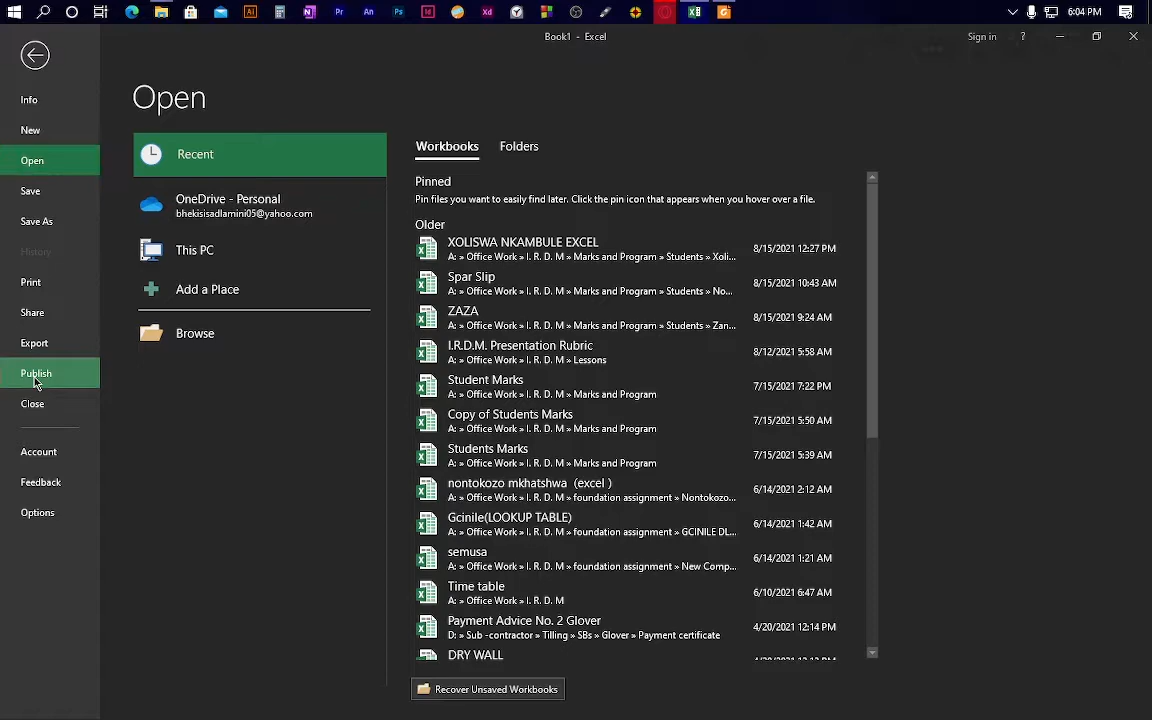 Pr
An
Ps
Xd
6:04 PM
Book1 - Excel
Sign in
?
Info
New
Open
Save
Save As
History
Print
Share
Export
Publish
Close
Account
Feedback
Options
Open
Recent
OneDrive - Personal
bhekisisadlamini05@yahoo.com
This PC
Add a Place
Browse
Workbooks
Folders
Pinned
Pin files you want to easily find later. Click the pin icon that appears when you hover over a file.
Older
XOLISWA NKAMBULE EXCEL
8/15/2021 12:27 PM
A: » Office Work » I. R. D. M » Marks and Program » Students » Xoli...
Spar Slip
8/15/2021 10:43 AM
A: » Office Work » I. R. D. M » Marks and Program » Students » No...
ZAZA
8/15/2021 9:24 AM
A: » Office Work » I. R. D. M » Marks and Program » Students » Zan...
I.R.D.M. Presentation Rubric
8/12/2021 5:58 AM
A: » Office Work » I. R. D. M » Lessons
Student Marks
7/15/2021 7:22 PM
A: » Office Work » I. R. D. M » Marks and Program
Copy of Students Marks
7/15/2021 5:50 AM
A: » Office Work » I. R. D. M » Marks and Program
Students Marks
7/15/2021 5:39 AM
A: » Office Work » I. R. D. M » Marks and Program
nontokozo mkhatshwa (excel )
6/14/2021 2:12 AM
A: » Office Work » I. R. D. M » foundation assignment » Nontokozo...
Gcinile(LOOKUP TABLE)
6/14/2021 1:42 AM
A: » Office Work » I. R. D. M » foundation assignment » GCINILE DL...
semusa
6/14/2021 1:21 AM
A: » Office Work » I. R. D. M » foundation assignment » New Comp...
Time table
6/10/2021 6:47 AM
A: » Office Work » I. R. D. M
Payment Advice No. 2 Glover
4/20/2021 12:14 PM
D: » Sub -contractor » Tilling » SBs » Glover » Payment certificate
DRY WALL
Recover Unsaved Workbooks